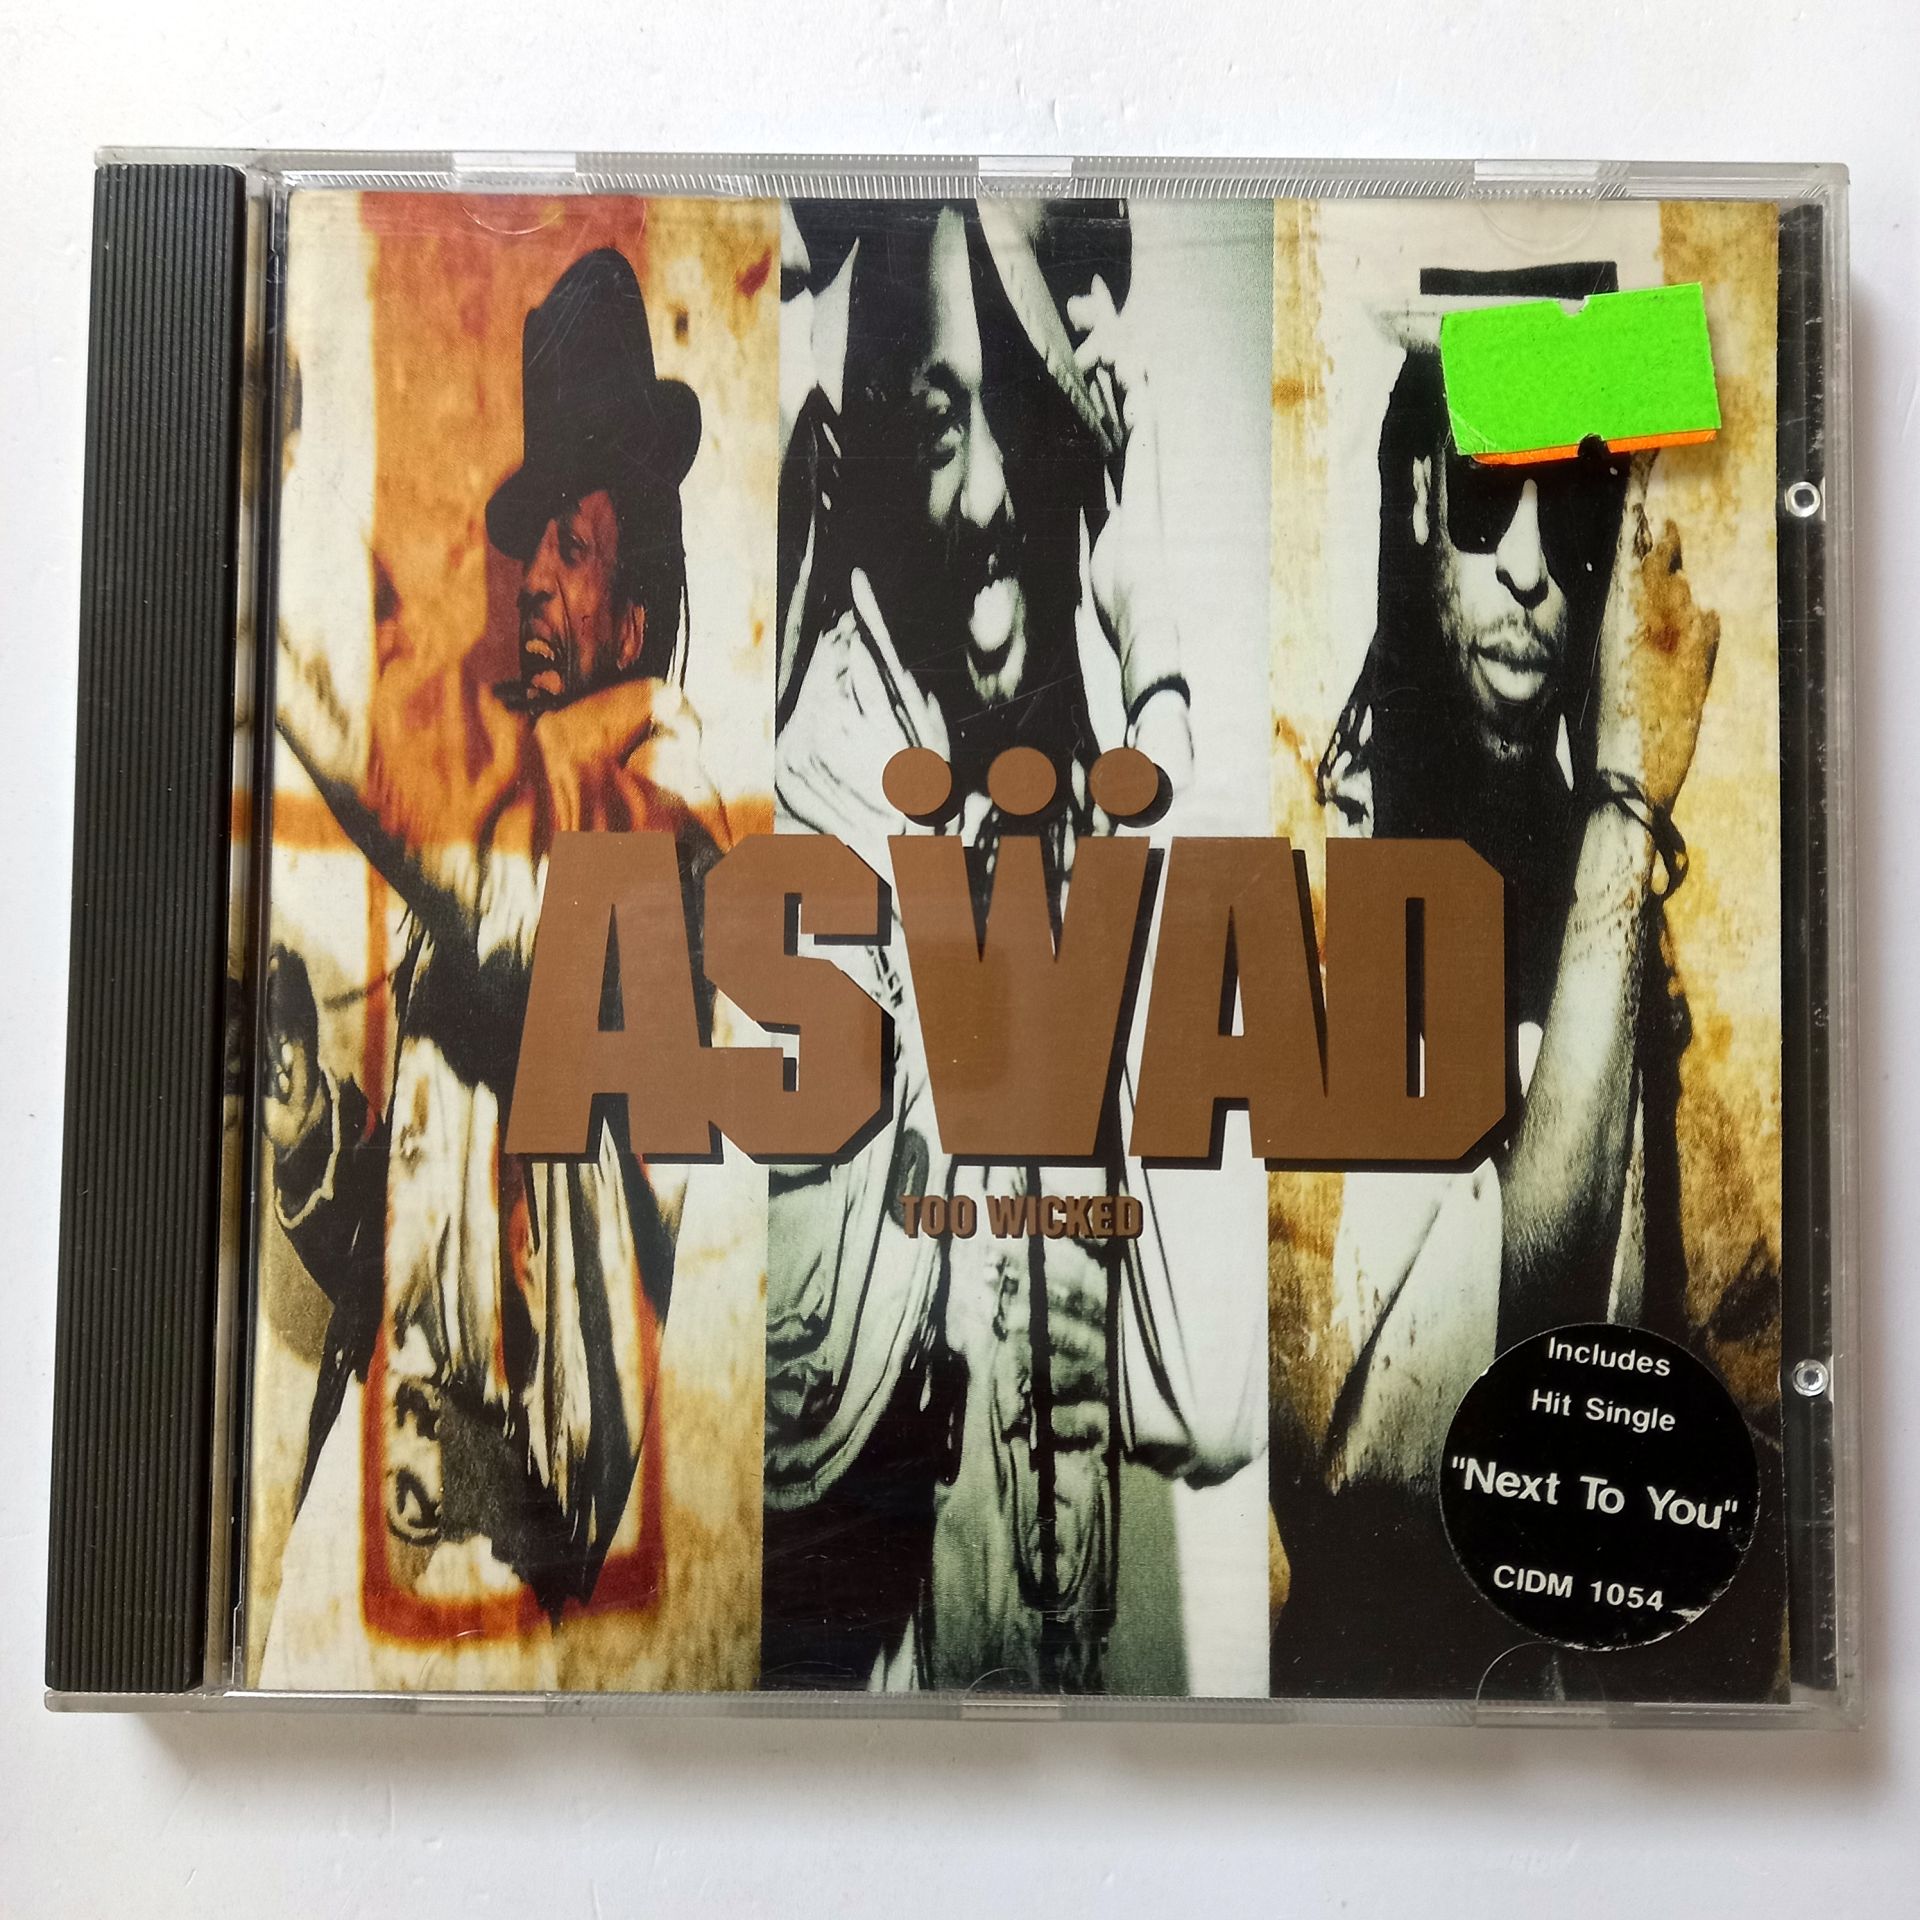 ASWAD
TOO WICKED
Includes
Hit Single
"Next To You"
CIDM 1054